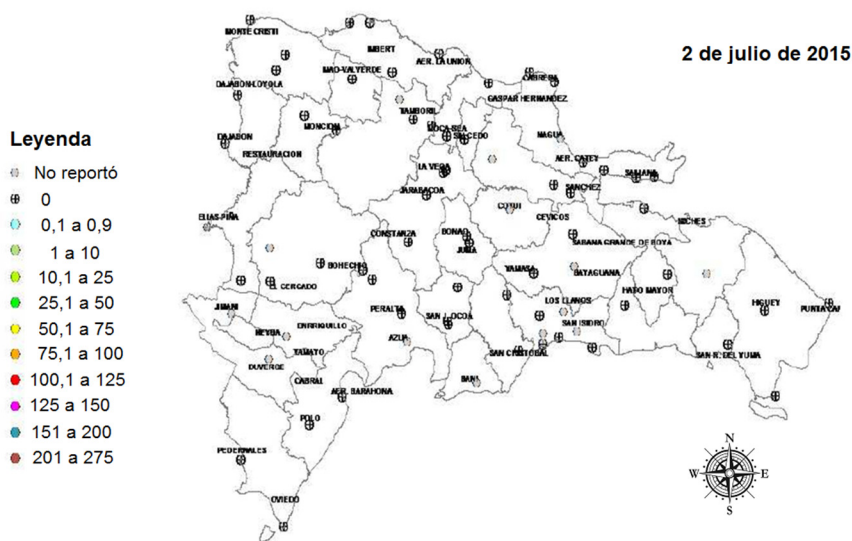 2 de julio de 2015
Leyenda
No reportó
0
0,1 a 0,9
1 a 10
10,1 a 25
25,1 a 50
50,1 a 75
75,1 a 100
100,1 a 125
125 a 150
151 a 200
201 a 275
MONTE CRISTI
IMBERT
AER. LA UNION
MAO-VALVERDE
CABRERA
DAJABON-LOYOLA
GASPAR HERNANDEZ
TAMBORIL
MONCION
MOCA-SEA
SALCEDO
NAGUA
DAJABON
RESTAURACION
LA VEGA
AER. CATEY
SAMANA
JARABACOA
SANCHEZ
COTUI
CEVICOS
ELIAS-PIÑA
MICHES
CONSTANZA
BONAO
JUMA
SABANA GRANDE DE BOYA
BOHECHIO
YAMASA
BAYAGUANA
EL CERCADO
HATO MAYOR
JIMANI
PERALTA
LOS LLANOS
HIGUEY
PUNTA CAN
SAN J. OCOA
SAN ISIDRO
NEYBA
ENRRIQUILLO
AZUA
TAMAYO
SAN CRISTOBAL
SAN R. DEL YUMA
DUVERGE
CABRAL
BANI
AER. BARAHONA
POLO
PEDERNALES
OVIEDO
N
W
E
S